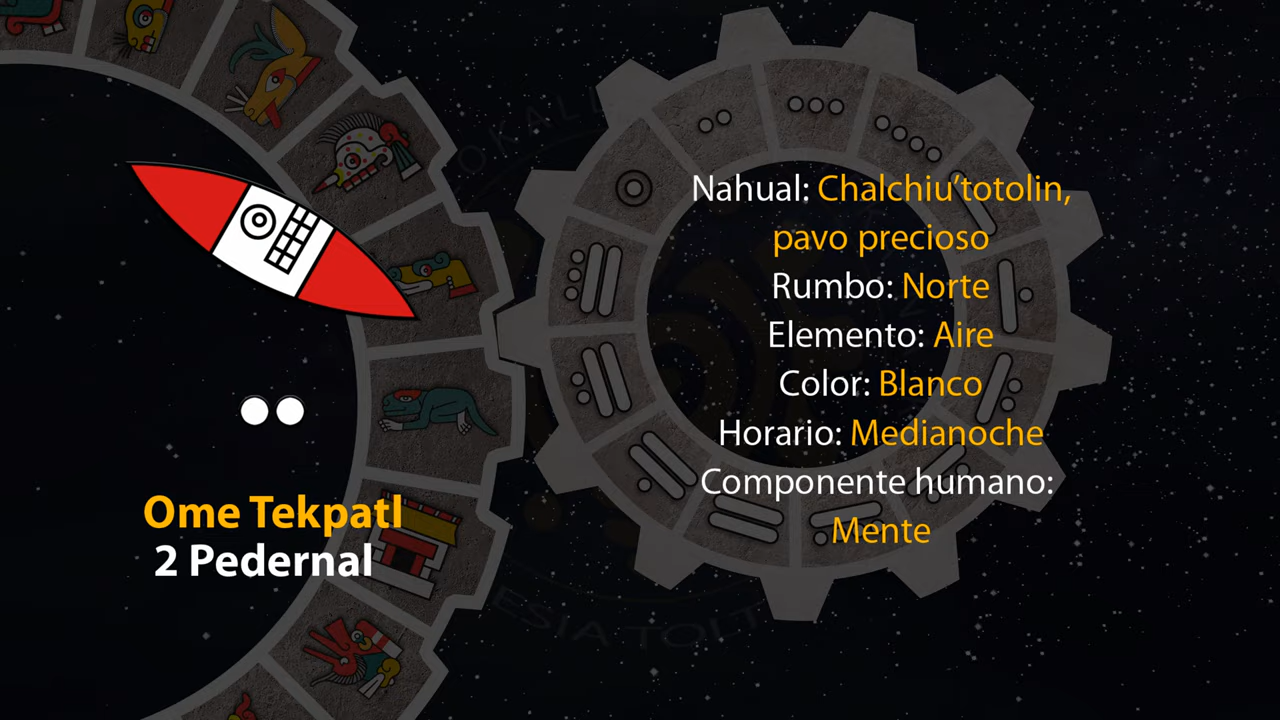 Nahual: Chalchiu’totolin,
pavo precioso
Rumbo: Norte
Elemento: Aire
Color: Blanco
Horario: Medianoche
Componente humano:
Mente
Ome Tekpatl
2 Pedernal